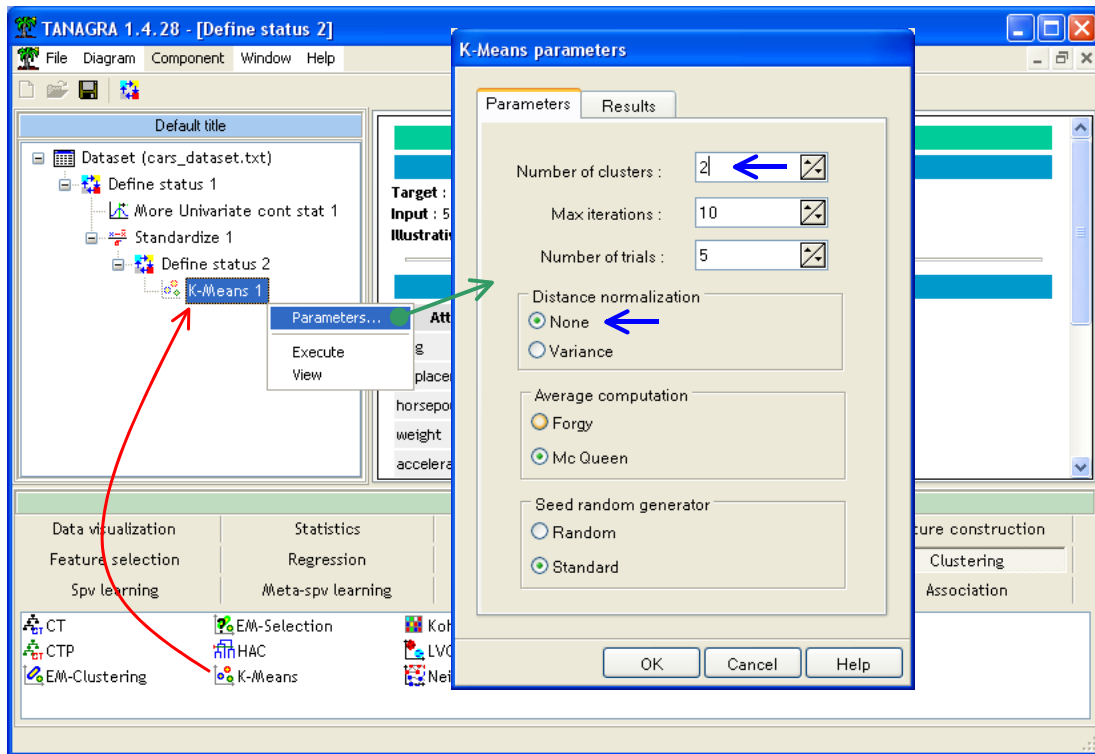 TANAGRA 1.4.28 - [Define status 2]
File Diagram Component Window Help
Default title
Dataset (cars_dataset.txt)
Define status 1
More Univariate cont stat 1
Standardize 1
Define status 2
K-Means 1
Parameters...
Execute
View
Target :
Input : 5
Illustrati
Att
g
placer
horsepo
weight
accelera
K-Means parameters
Parameters Results
Number of clusters : 2
Max iterations : 10
Number of trials : 5
Distance normalization
None
Variance
Average computation
Forgy
Mc Queen
Seed random generator
Random
Standard
OK Cancel Help
Data visualization Statistics ture construction
Feature selection Regression Clustering
Spv learning Meta-spv learning Association
CT EM-Selection Koh
CTP HAC LVQ
EM-Clustering K-Means Nei